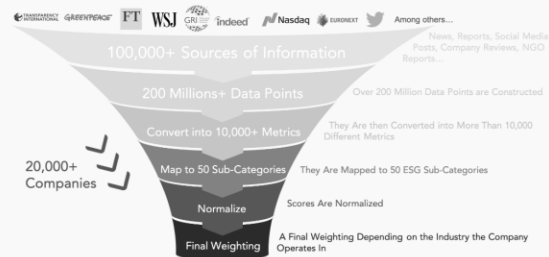 TRANSPARENCY INTERNATIONAL GREENPEACE FT WSJ GRI indeed Nasdaq EURONEXT Among others...
News, Reports, Social Media
Posts, Company Reviews, NGO
Reports...
100,000+ Sources of Information
200 Millions+ Data Points
Over 200 Million Data Points are Constructed
Convert into 10,000+ Metrics
They Are then Converted into More Than 10,000
Different Metrics
20,000+
Companies
Map to 50 Sub-Categories
They Are Mapped to 50 ESG Sub-Categories
Normalize
Scores Are Normalized
Final Weighting
A Final Weighting Depending on the Industry the Company
Operates In